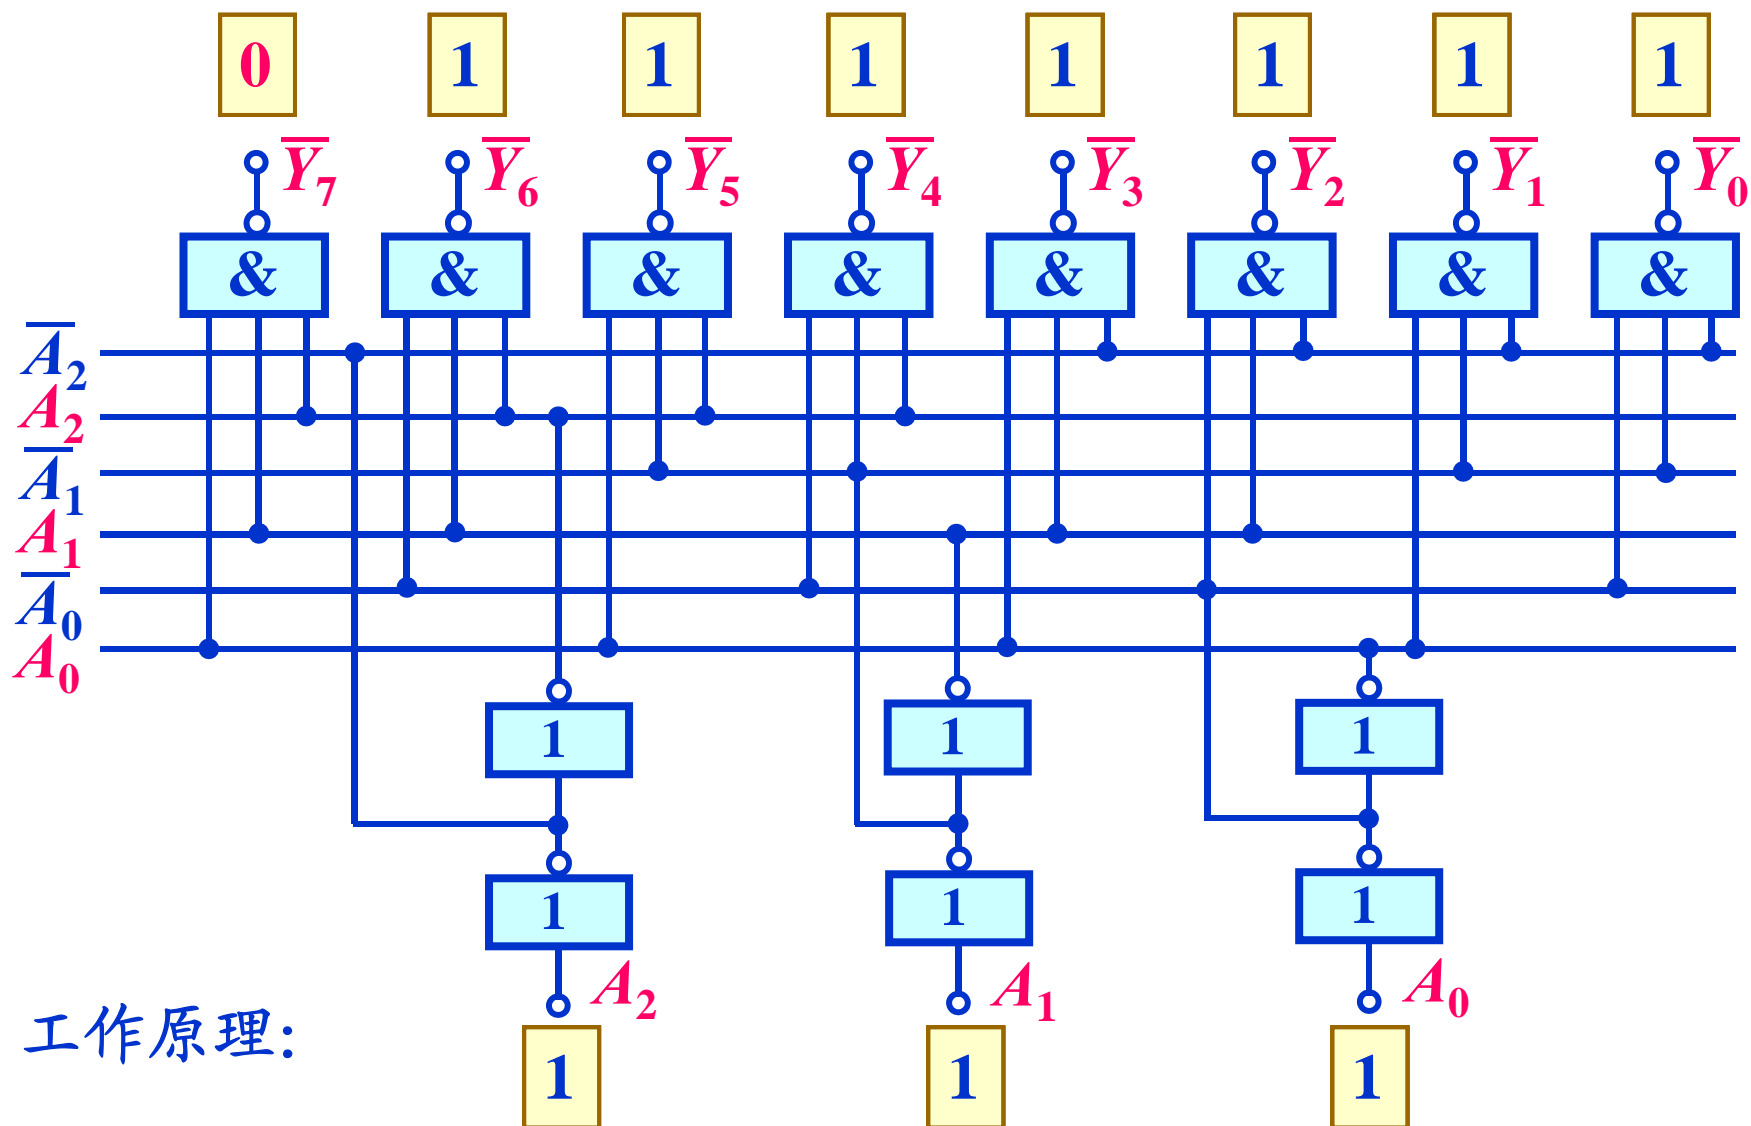 0 1 1 1 1 1 1 1
Y̅₇ Y̅₆ Y̅₅ Y̅₄ Y̅₃ Y̅₂ Y̅₁ Y̅₀
& & & & & & & &
A̅₂
A₂
A̅₁
A₁
A̅₀
A₀
1 1 1
1 1 1
A₂ A₁ A₀
工作原理:
1 1 1